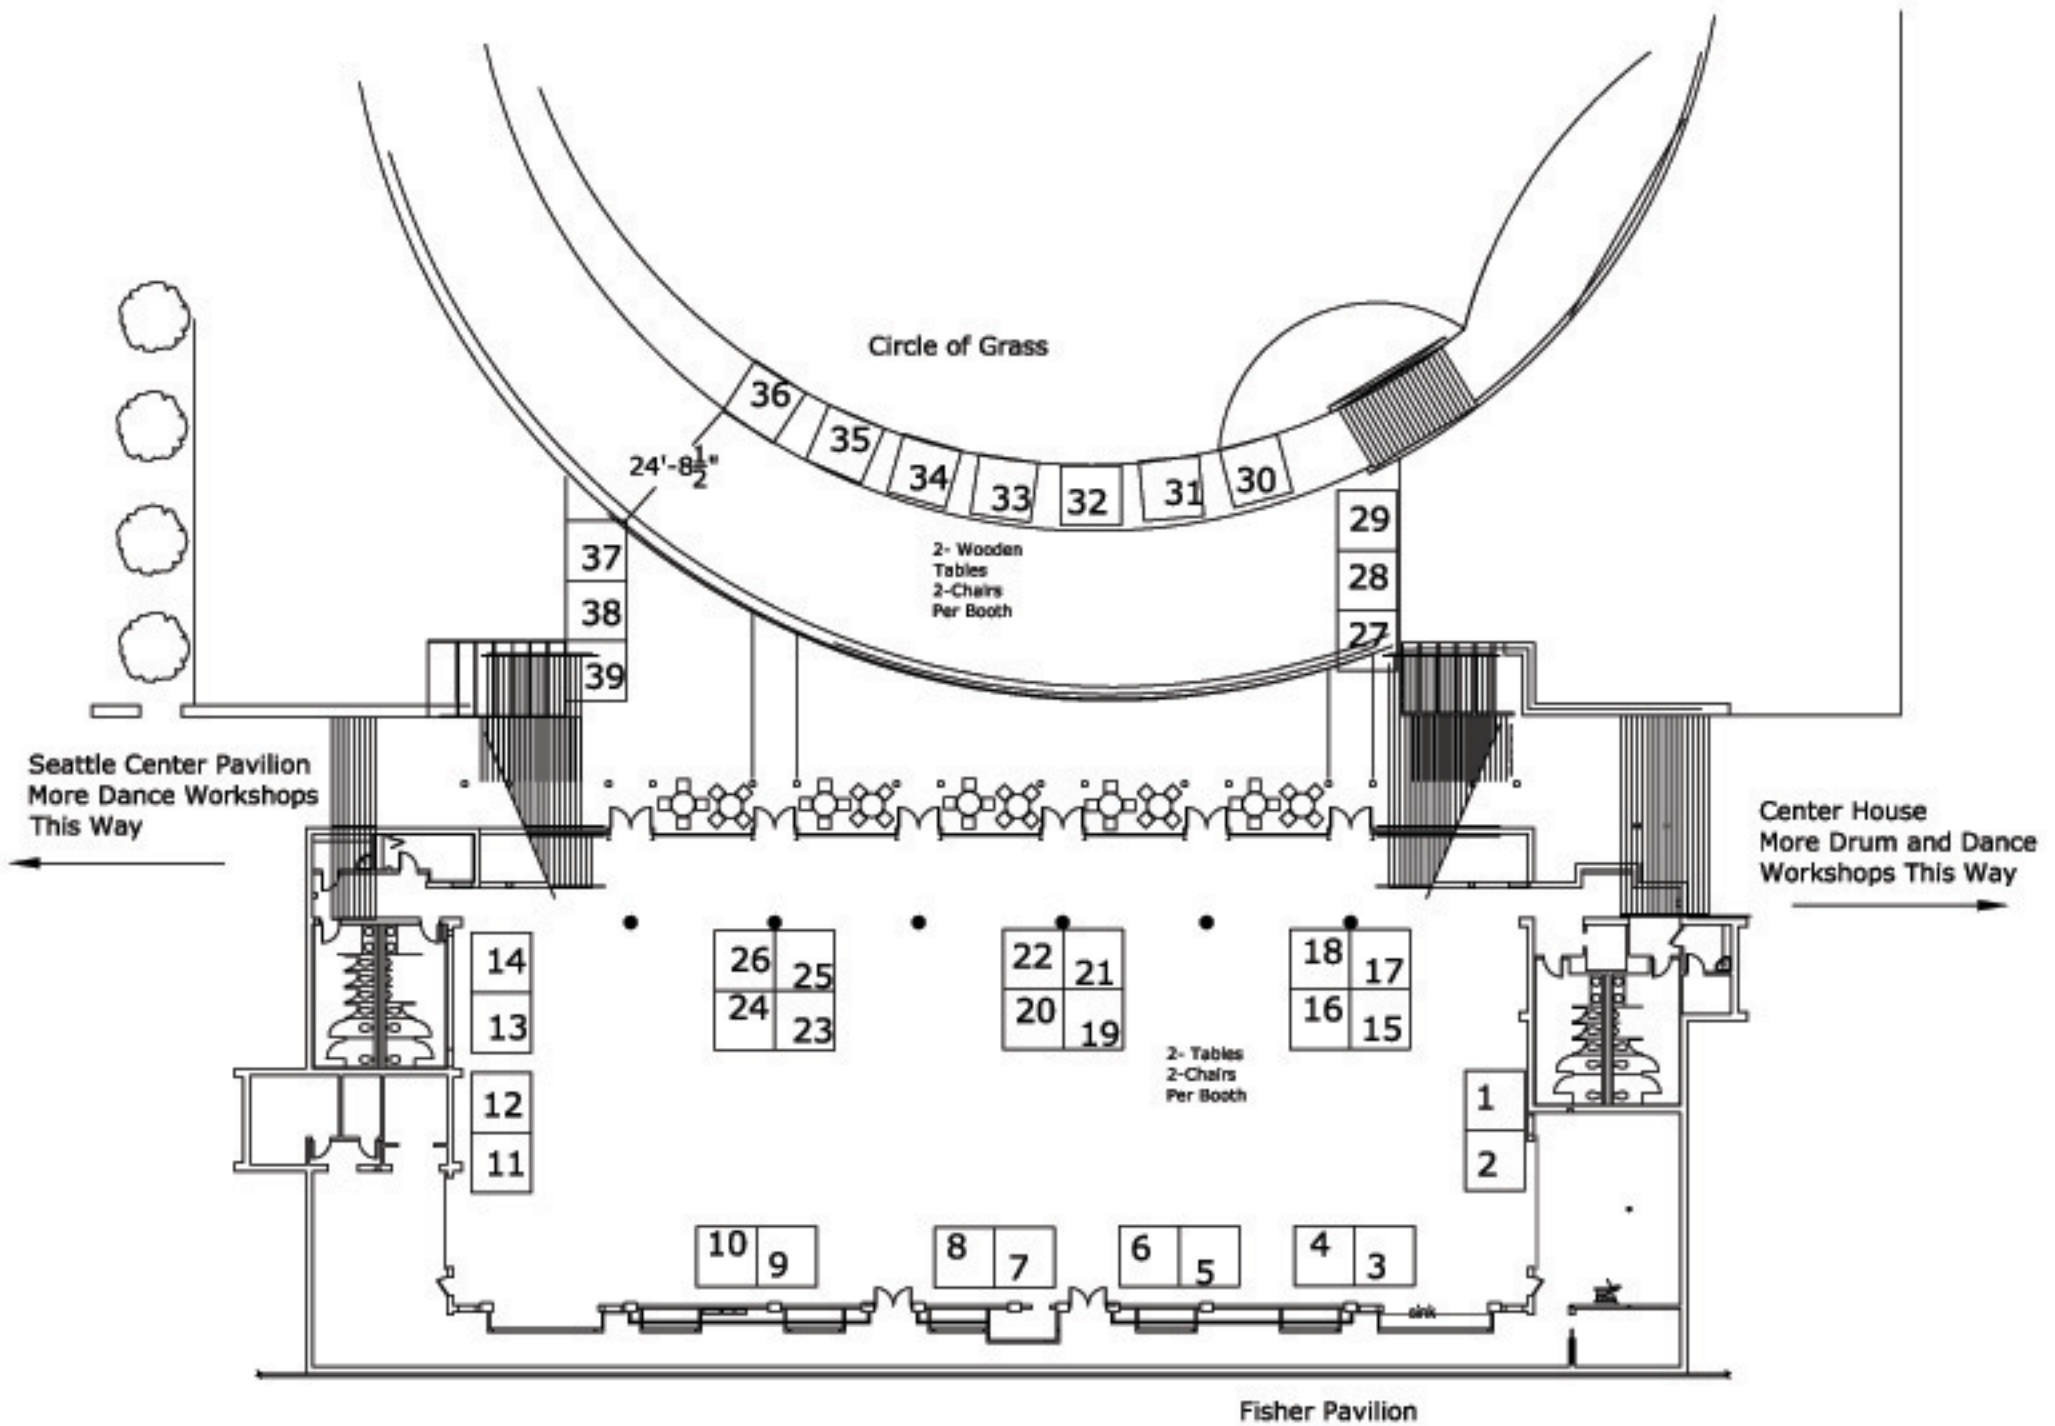 Circle of Grass
36
35
34
33
32
31
30
24'-8 1/2"
29
28
27
37
38
39
2- Wooden
Tables
2-Chairs
Per Booth
Seattle Center Pavilion
More Dance Workshops
This Way
Center House
More Drum and Dance
Workshops This Way
14
13
12
11
26
25
24
23
22
21
20
19
18
17
16
15
2- Tables
2-Chairs
Per Booth
1
2
10
9
8
7
6
5
4
3
sink
Fisher Pavilion